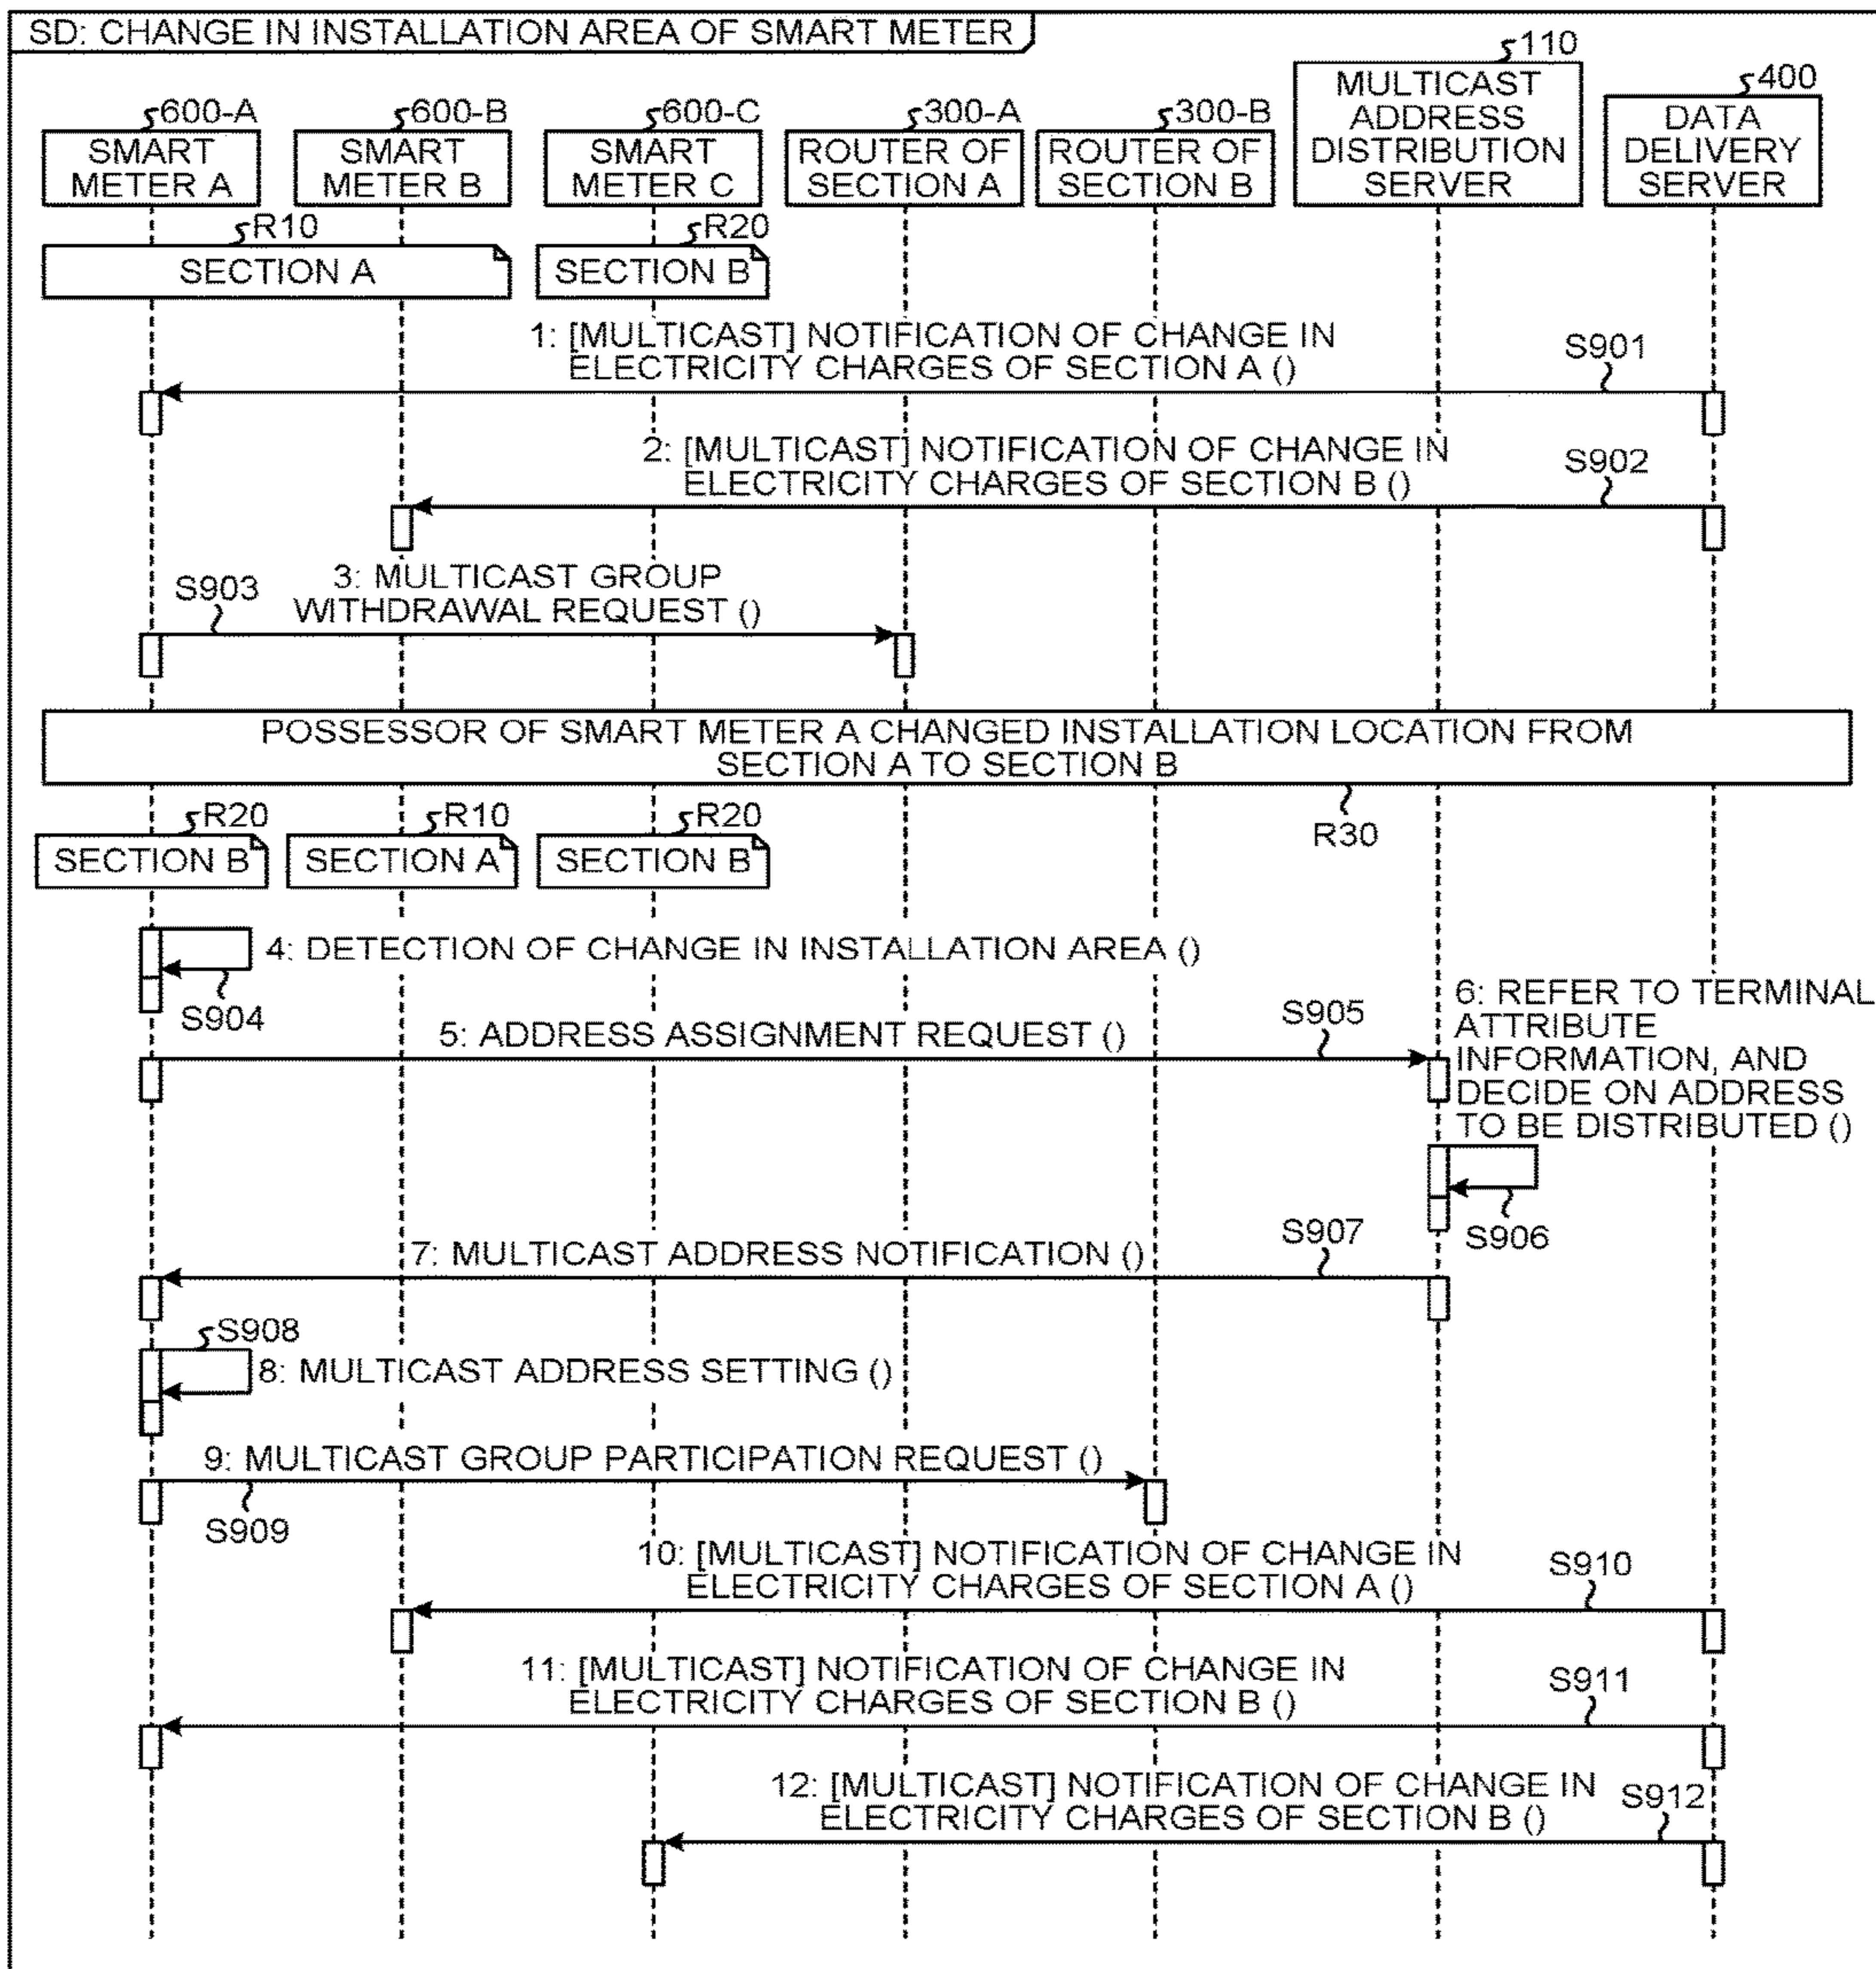 SD: CHANGE IN INSTALLATION AREA OF SMART METER
600-A
SMART
METER A
600-B
SMART
METER B
600-C
SMART
METER C
300-A
ROUTER OF
SECTION A
300-B
ROUTER OF
SECTION B
110
MULTICAST
ADDRESS
DISTRIBUTION
SERVER
400
DATA
DELIVERY
SERVER
R10
SECTION A
R20
SECTION B
1: [MULTICAST] NOTIFICATION OF CHANGE IN
ELECTRICITY CHARGES OF SECTION A ()
S901
2: [MULTICAST] NOTIFICATION OF CHANGE IN
ELECTRICITY CHARGES OF SECTION B ()
S902
S903
3: MULTICAST GROUP
WITHDRAWAL REQUEST ()
POSSESSOR OF SMART METER A CHANGED INSTALLATION LOCATION FROM
SECTION A TO SECTION B
R30
R20
SECTION B
R10
SECTION A
R20
SECTION B
4: DETECTION OF CHANGE IN INSTALLATION AREA ()
S904
5: ADDRESS ASSIGNMENT REQUEST ()
S905
6: REFER TO TERMINAL
ATTRIBUTE
INFORMATION, AND
DECIDE ON ADDRESS
TO BE DISTRIBUTED ()
S906
7: MULTICAST ADDRESS NOTIFICATION ()
S907
S908
8: MULTICAST ADDRESS SETTING ()
9: MULTICAST GROUP PARTICIPATION REQUEST ()
S909
10: [MULTICAST] NOTIFICATION OF CHANGE IN
ELECTRICITY CHARGES OF SECTION A ()
S910
11: [MULTICAST] NOTIFICATION OF CHANGE IN
ELECTRICITY CHARGES OF SECTION B ()
S911
12: [MULTICAST] NOTIFICATION OF CHANGE IN
ELECTRICITY CHARGES OF SECTION B ()
S912